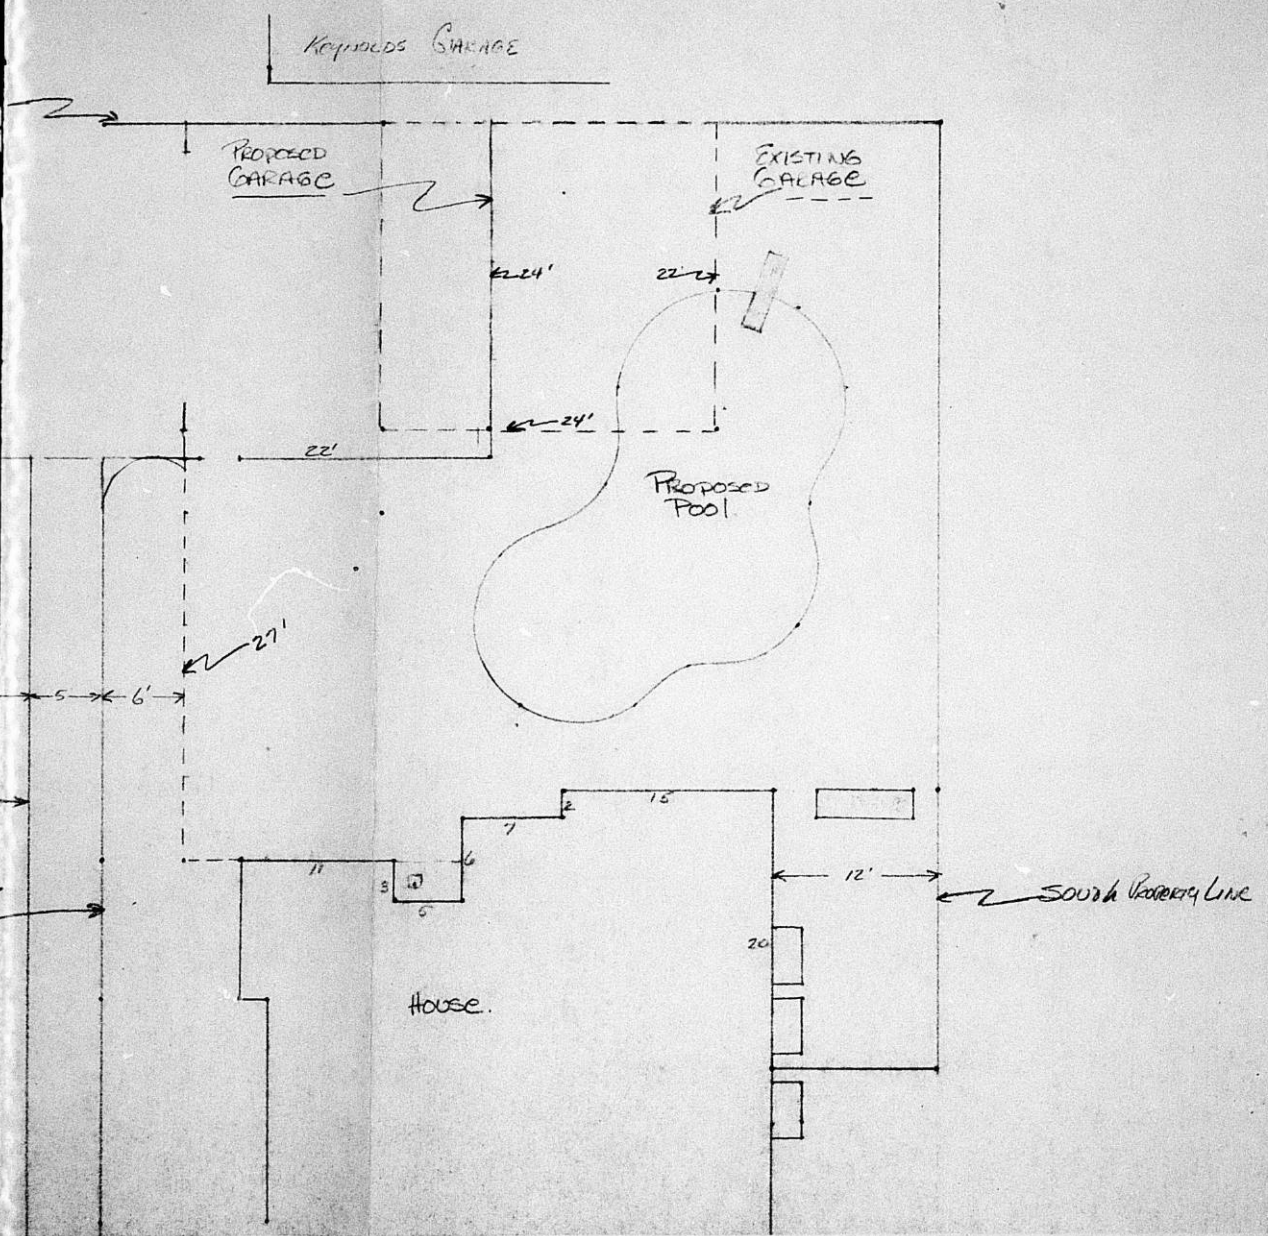 Reynolds GARAGE
PROPOSED
GARAGE
EXISTING
GARAGE
24'
22'
24'
22'
PROPOSED
POOL
27'
5
6'
15
2
7
6
11
3
5
12'
SOUTH PROPERTY LINE
20
HOUSE.